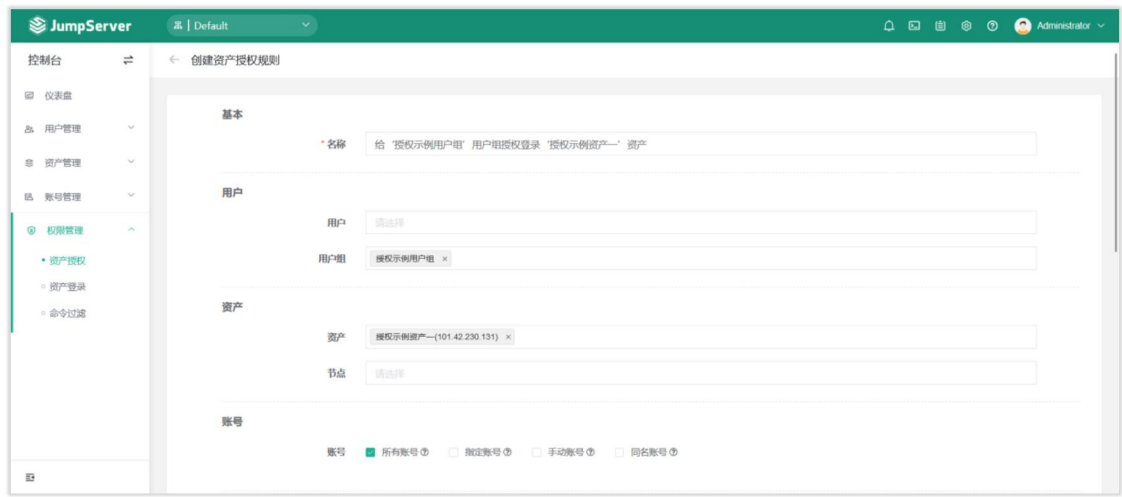 JumpServer
Default
Administrator
控制台
创建资产授权规则
仪表盘
用户管理
资产管理
账号管理
权限管理
资产授权
资产登录
命令过滤
基本
* 名称 给 '授权示例用户组' 用户组授权登录 '授权示例资产一' 资产
用户
用户 请选择
用户组 授权示例用户组 ×
资产
资产 授权示例资产一(101.42.230.131) ×
节点 请选择
账号
账号 所有账号 指定账号 手动账号 同名账号